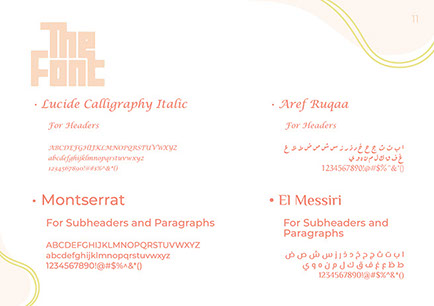 11
The
Font
• Lucide Calligraphy Italic
For Headers
ABCDEFGHIJKLMNOPQRSTUVWXYZ
abcdefghijklmnopqrstuvwxyz
1234567890!@#$%^&*()
• Aref Ruqaa
For Headers
1234567890!@#$%^&*()
• Montserrat
For Subheaders and Paragraphs
ABCDEFGHIJKLMNOPQRSTUVWXYZ
abcdefghijklmnopqrstuvwxyz
1234567890!@#$%^&*()
• El Messiri
For Subheaders and
Paragraphs
ا ب ت ث ج ح خ د ذ ر ز س ش ص ض
ط ظ ع غ ف ق ك ل م ن ه و ي
1234567890!@#$%^&*()